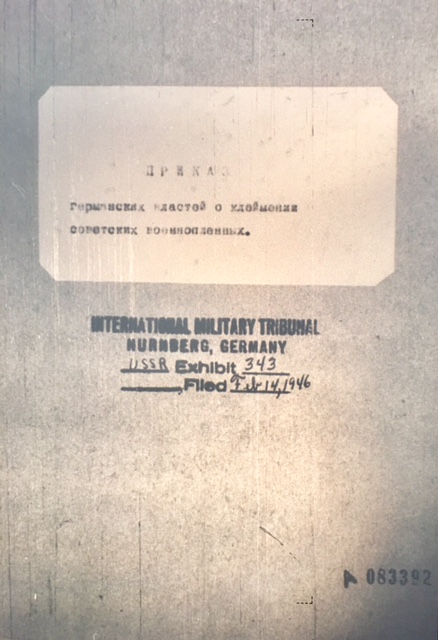 ПРИКАЗ
Германских властей о клеймении
советских военнопленных.
INTERNATIONAL MILITARY TRIBUNAL
NURNBERG, GERMANY
USSR Exhibit 343
Filed Feb 14, 1946
A 083392